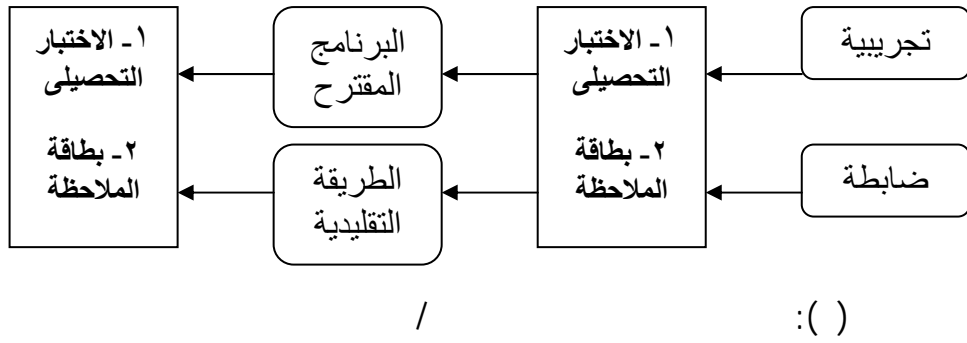 تجريبية
ضابطة
١- الاختبار
التحصيلى
٢- بطاقة
الملاحظة
البرنامج
المقترح
الطريقة
التقليدية
١- الاختبار
التحصيلى
٢- بطاقة
الملاحظة
( ): /